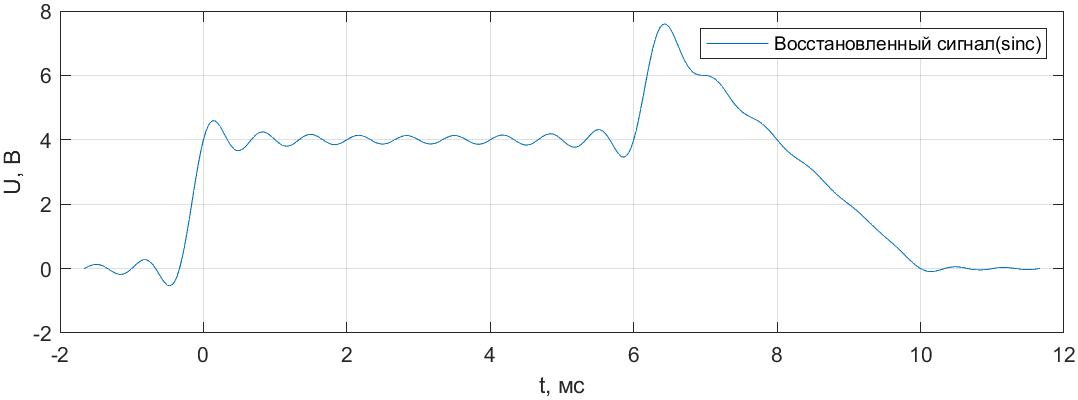 8
6
4
2
0
-2
U, В
-2 0 2 4 6 8 10 12
t, мс
Восстановленный сигнал(sinc)